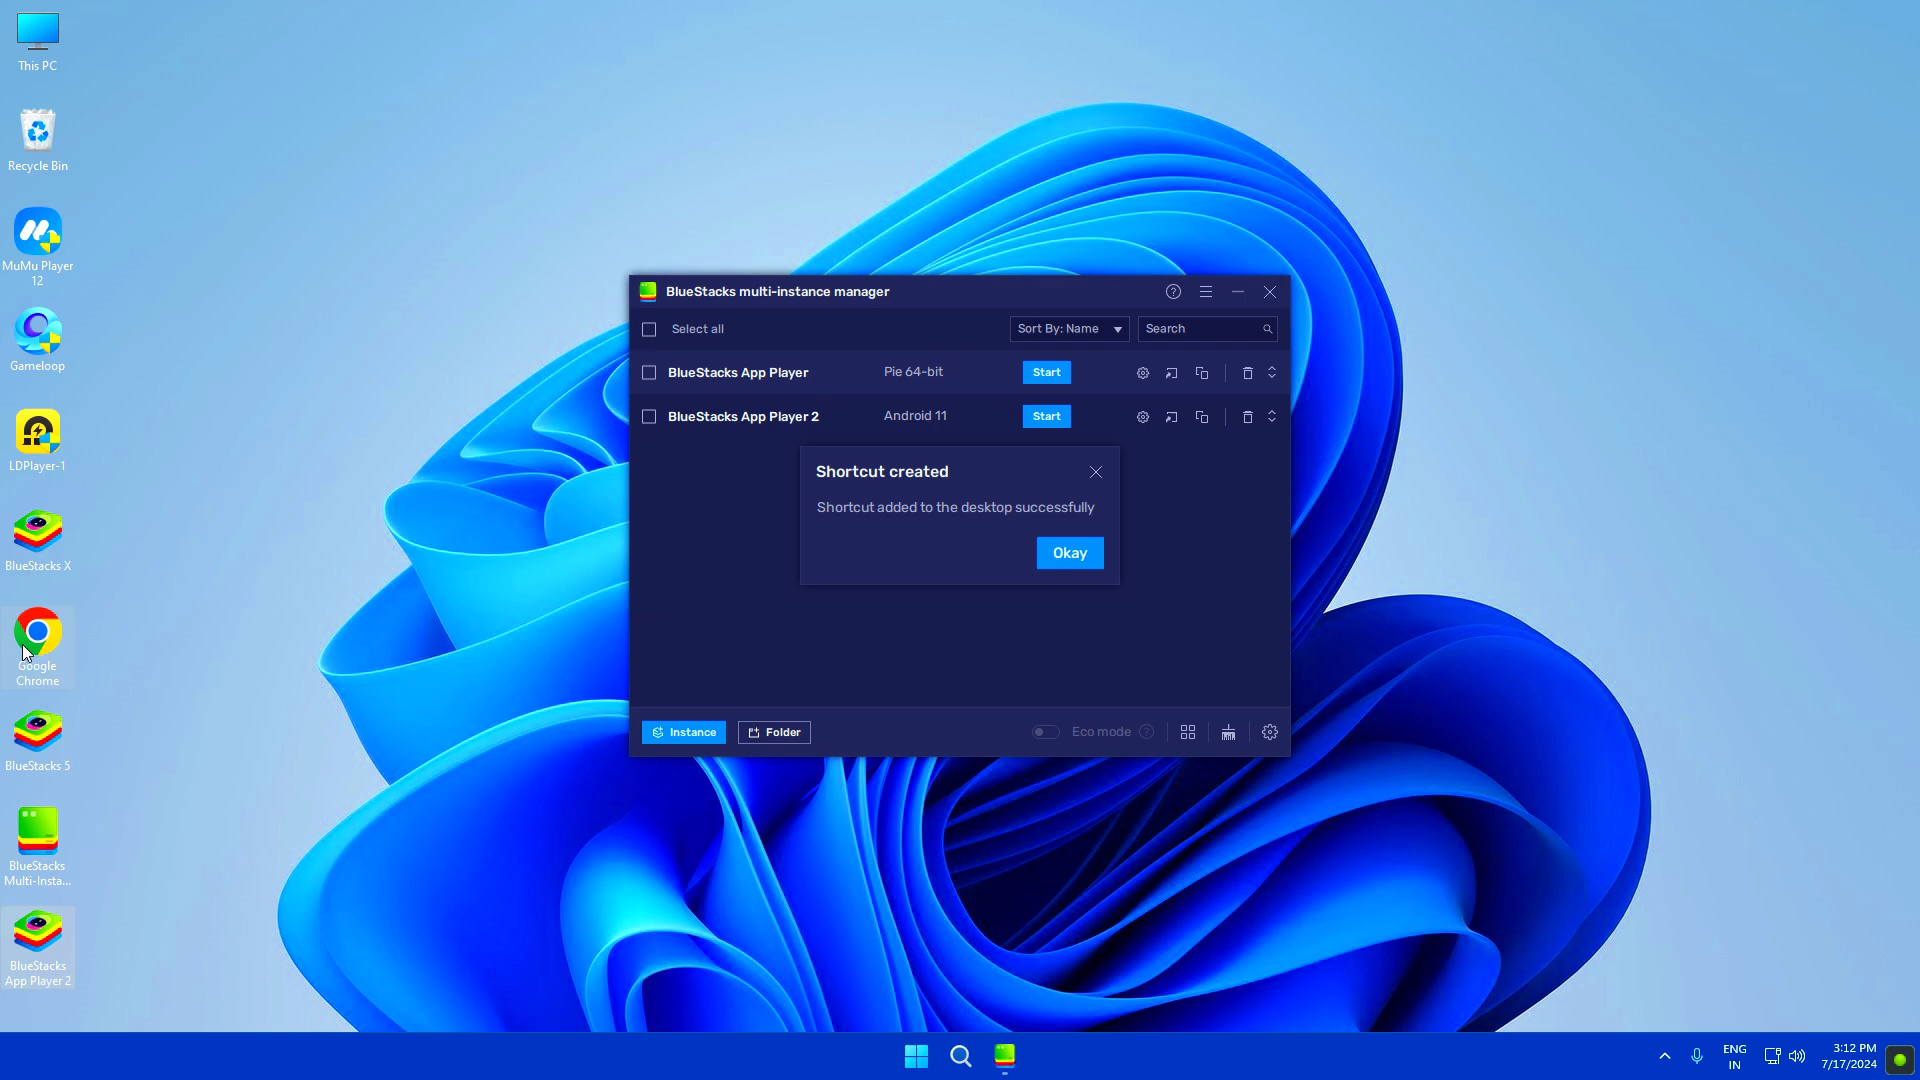 This PC
Recycle Bin
MuMu Player
12
Gameloop
LDPlayer-1
BlueStacks X
Google
Chrome
BlueStacks 5
BlueStacks
Multi-Insta...
BlueStacks
App Player 2
BlueStacks multi-instance manager
Select all
Sort By: Name
Search
BlueStacks App Player
Pie 64-bit
Start
BlueStacks App Player 2
Android 11
Start
Shortcut created
Shortcut added to the desktop successfully
Okay
Instance
Folder
Eco mode
ENG
IN
3:12 PM
7/17/2024